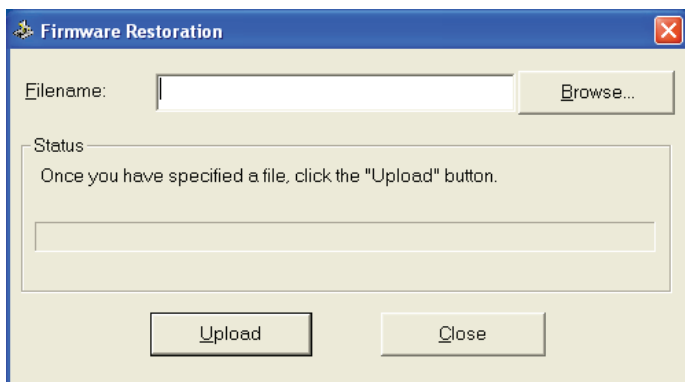 Firmware Restoration
Filename:
Browse...
Status
Once you have specified a file, click the "Upload" button.
Upload
Close